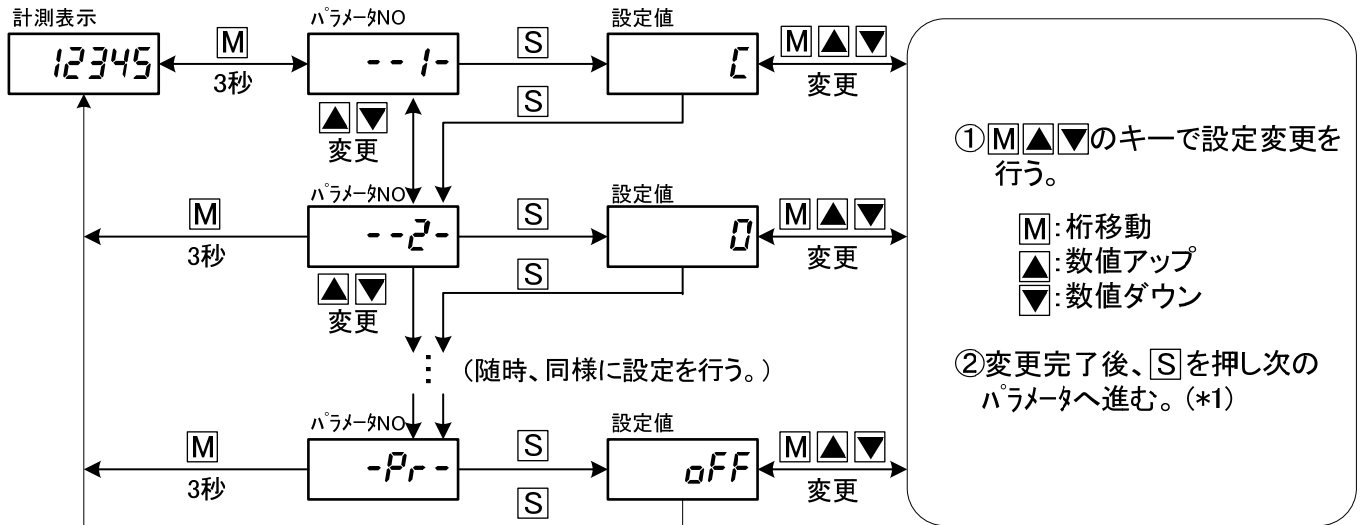 計測表示
パラメータNO
設定値
12345
M
3秒
--1-
S
C
M▲▼
変更
S
▲▼
変更
パラメータNO
設定値
M
3秒
--2-
S
0
M▲▼
変更
▲▼
変更
S
(随時、同様に設定を行う。)
パラメータNO
設定値
M
3秒
-Pr-
S
oFF
M▲▼
変更
S
①M▲▼のキーで設定変更を
行う。
M:桁移動
▲:数値アップ
▼:数値ダウン
②変更完了後、Sを押し次の
パラメータへ進む。(*1)